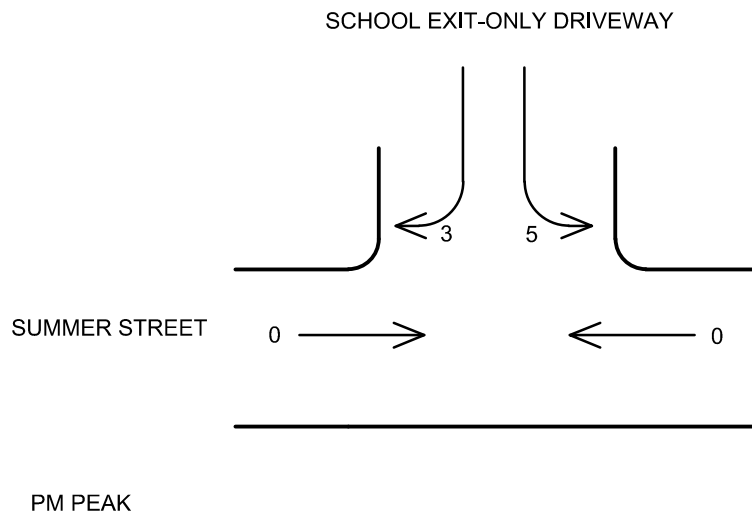 SCHOOL EXIT-ONLY DRIVEWAY
3 5
SUMMER STREET 0 0
PM PEAK